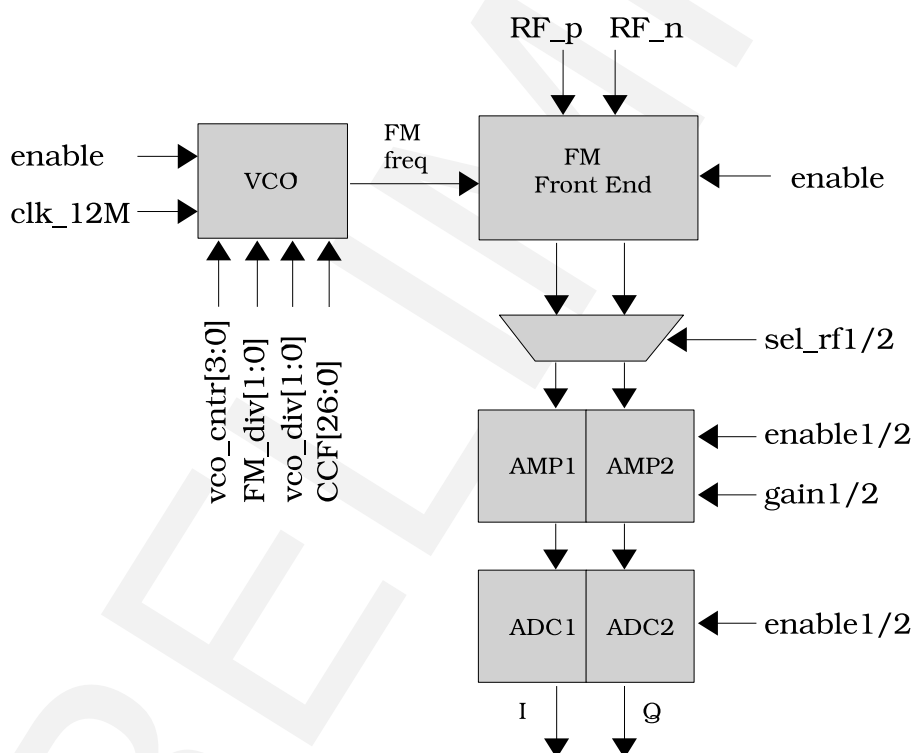 RF_p RF_n
enable
clk_12M
VCO
FM
freq
FM
Front End
enable
vco_cntr[3:0]
FM_div[1:0]
vco_div[1:0]
CCF[26:0]
sel_rf1/2
AMP1 AMP2
enable1/2
gain1/2
ADC1 ADC2
enable1/2
I Q